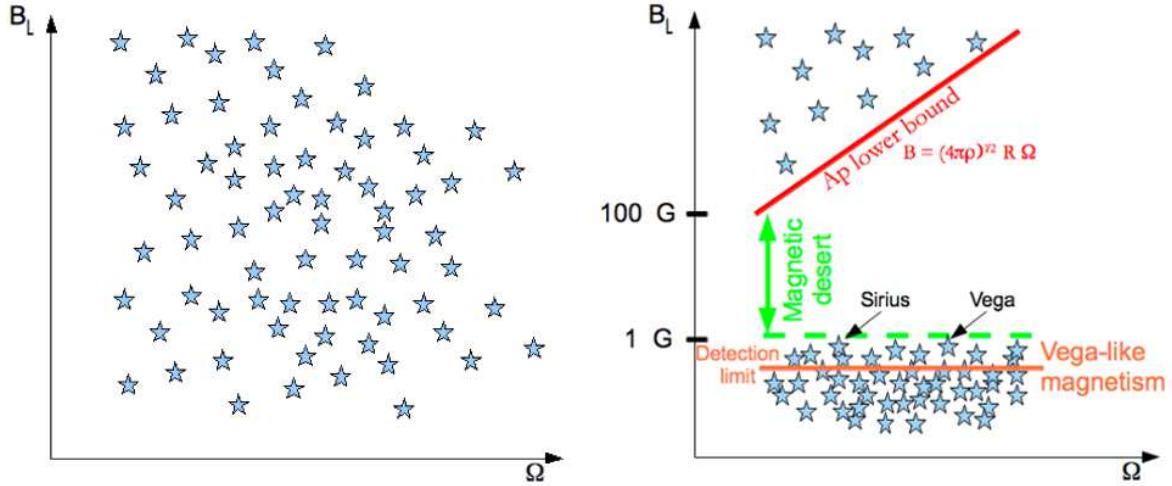 B_L
Ω
B_L
Ap lower bound
B = (4πρ)^{1/2} R Ω
100 G
Magnetic
desert
Sirius
Vega
1 G
Detection
limit
Vega-like
magnetism
Ω